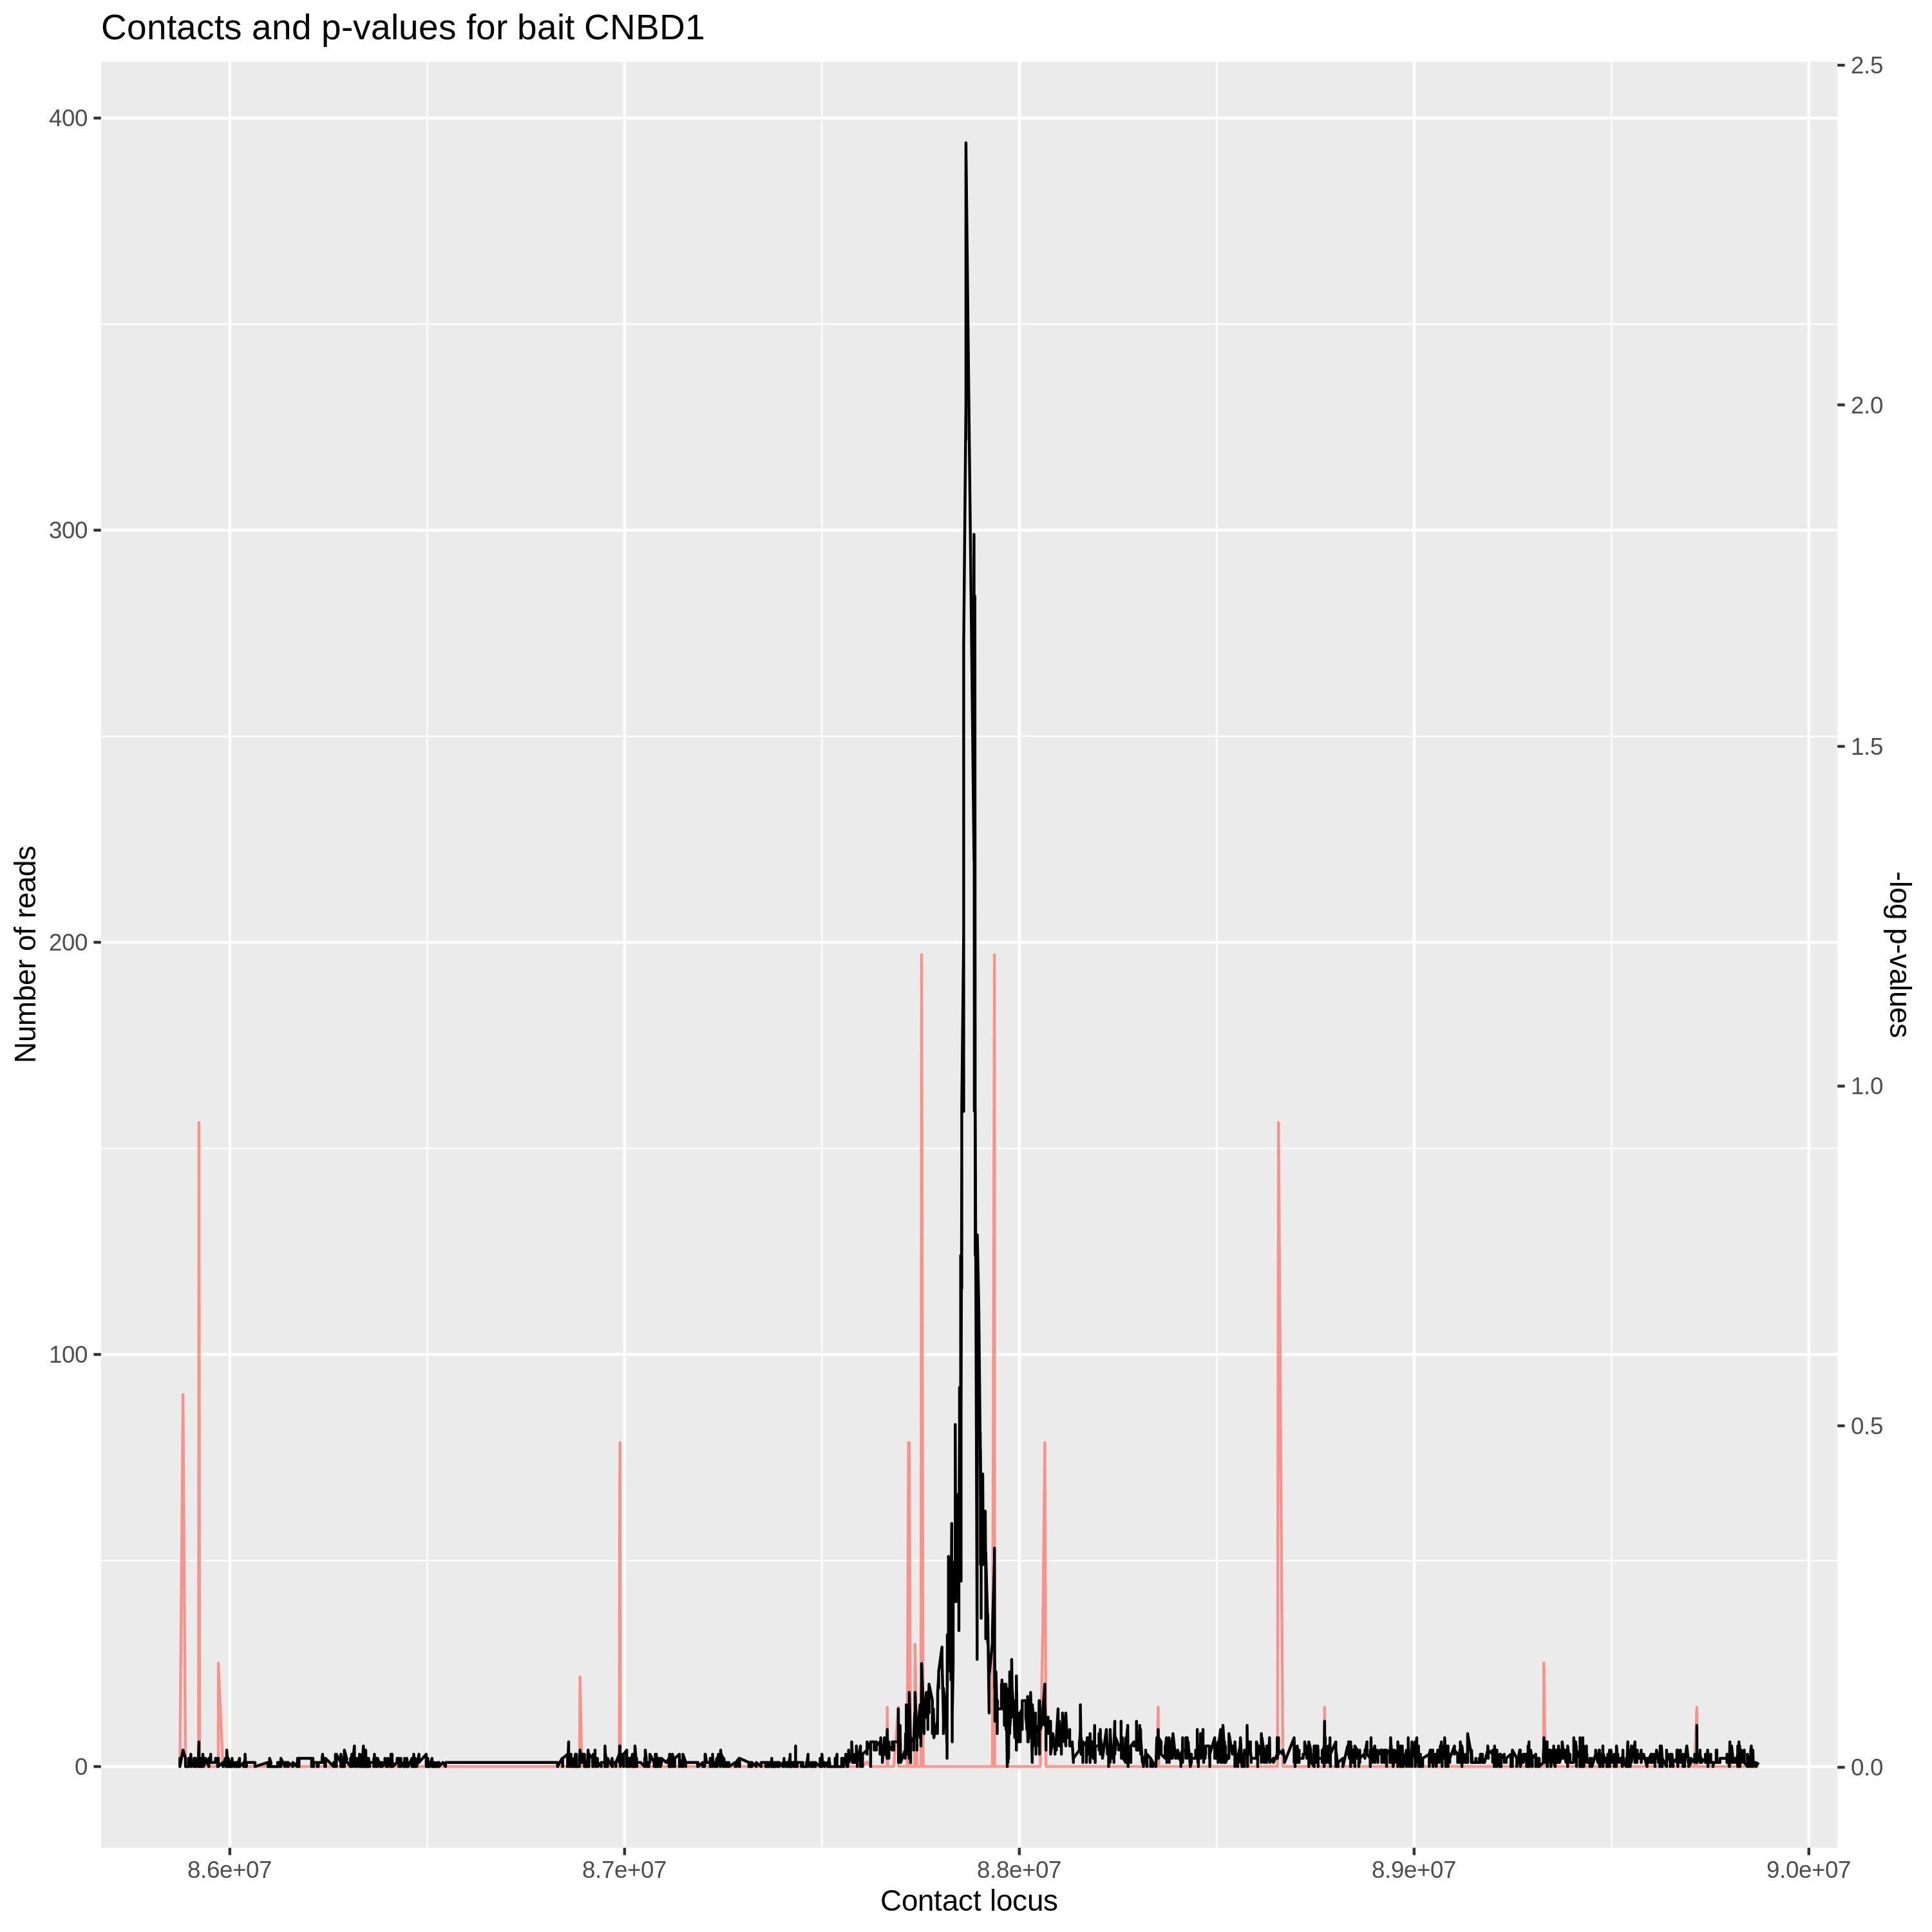 Contacts and p-values for bait CNBD1
400
300
200
100
0
Number of reads
2.5
2.0
1.5
1.0
0.5
0.0
-log p-values
8.6e+07
8.7e+07
8.8e+07
8.9e+07
9.0e+07
Contact locus